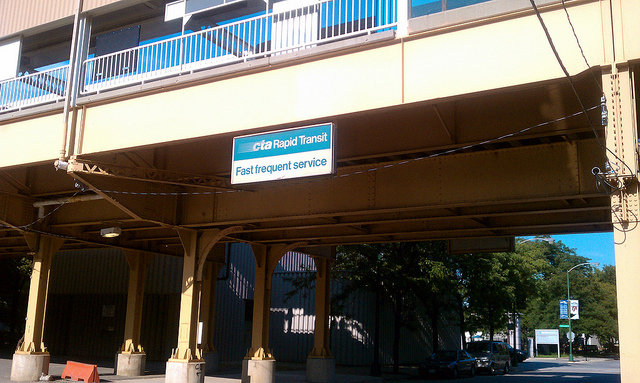 cta Rapid Transit
Fast frequent service